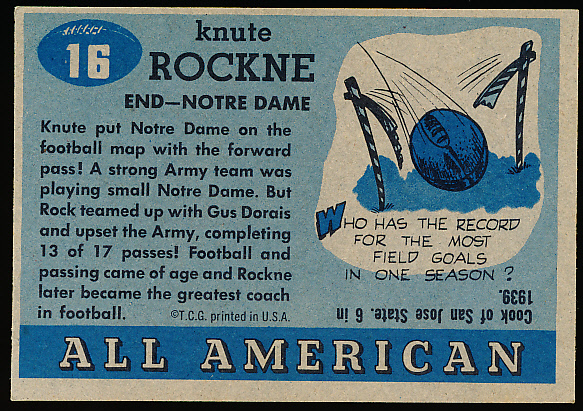 16
knute
ROCKNE
END—NOTRE DAME
Knute put Notre Dame on the
football map with the forward
pass! A strong Army team was
playing small Notre Dame. But
Rock teamed up with Gus Dorais
and upset the Army, completing
13 of 17 passes! Football and
passing came of age and Rockne
later became the greatest coach
in football.
©T.C.G. printed in U.S.A.
WHO HAS THE RECORD
FOR THE MOST
FIELD GOALS
IN ONE SEASON?
Cook of San Jose State. 6 in
1939.
ALL AMERICAN